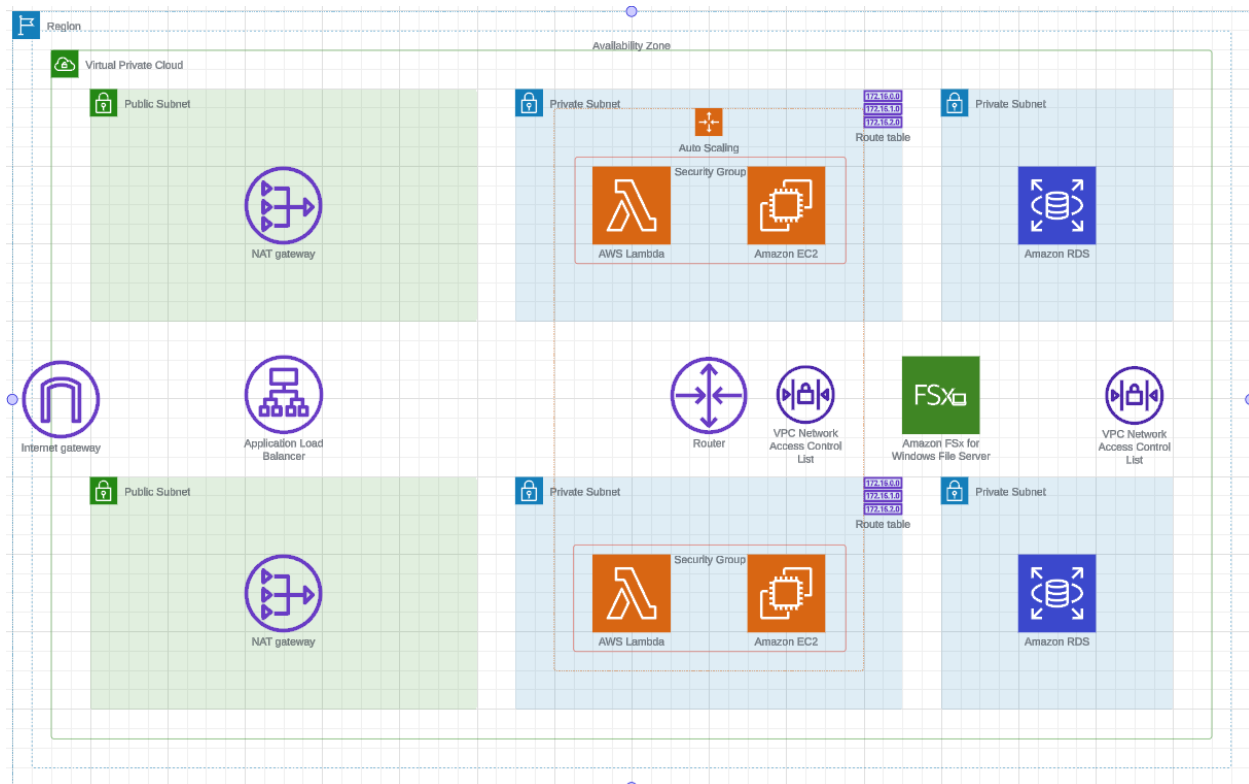 Region
Availability Zone
Virtual Private Cloud
Public Subnet
Private Subnet
172.16.0.0
172.16.1.0
172.16.2.0
Route table
Private Subnet
Auto Scaling
Security Group
NAT gateway
AWS Lambda
Amazon EC2
Amazon RDS
Internet gateway
Application Load
Balancer
Router
VPC Network
Access Control
List
FSx
Amazon FSx for
Windows File Server
VPC Network
Access Control
List
Public Subnet
Private Subnet
172.16.0.0
172.16.1.0
172.16.2.0
Route table
Private Subnet
Security Group
NAT gateway
AWS Lambda
Amazon EC2
Amazon RDS